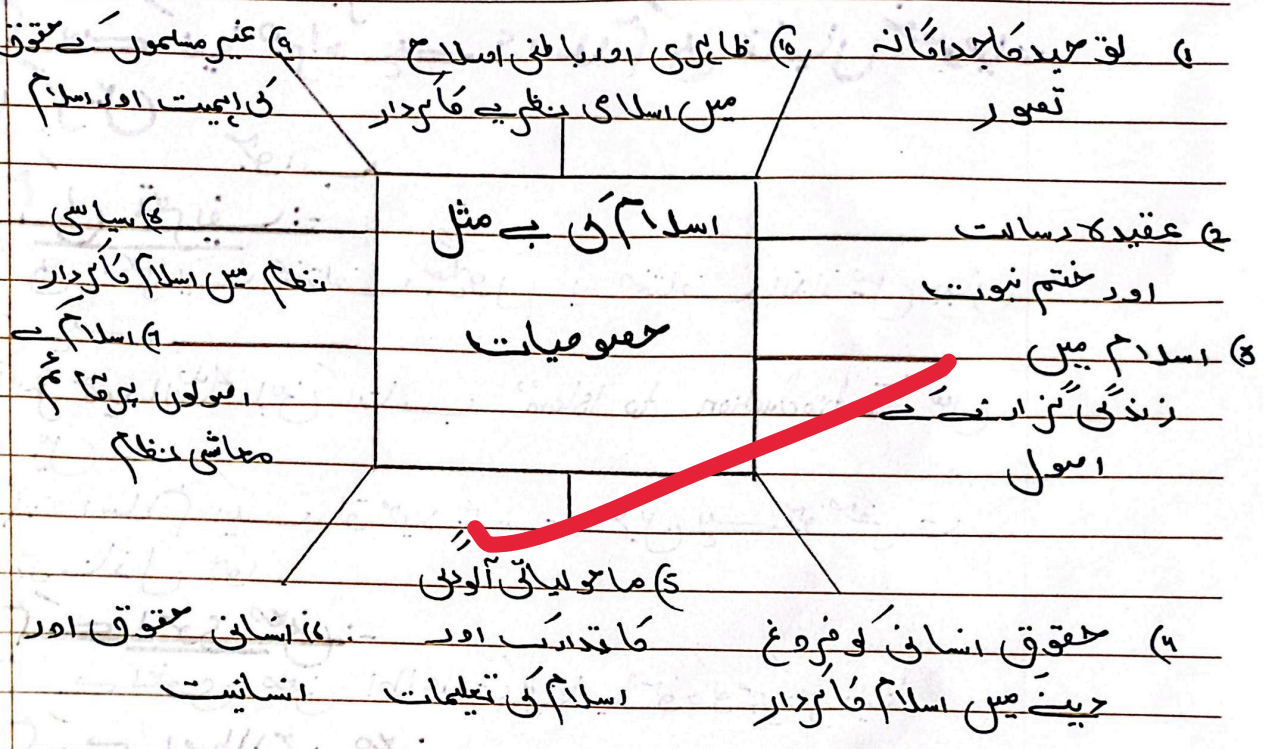 1) توحید کا جداگانہ
تصور
2) عقیدہ رسالت
اور ختم نبوت
3) اسلام میں
زندگی گزارنے کے
اصول
4) حقوق انسانی کو فروغ
دینے میں اسلام کا کردار
5) ماحولیاتی آلودگی
کا تدارک اور
اسلام کی تعلیمات
6) انسانی حقوق اور
انسانیت
7) اسلام کے
اصولوں پر قائم
معاشی نظام
8) سیاسی
نظام میں اسلام کا کردار
9) غیر مسلموں کے حقوق
کی اہمیت اور اسلام
10) ظاہری اور باطنی اصلاح
میں اسلامی نظریے کا کردار
اسلام کی بے مثل
خصوصیات